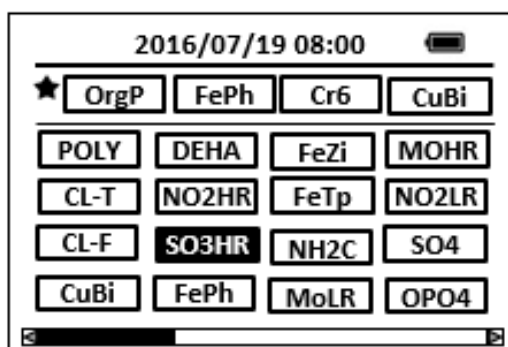 2016/07/19 08:00
OrgP FePh Cr6 CuBi
POLY DEHA FeZi MOHR
CL-T NO2HR FeTp NO2LR
CL-F SO3HR NH2C SO4
CuBi FePh MoLR OPO4